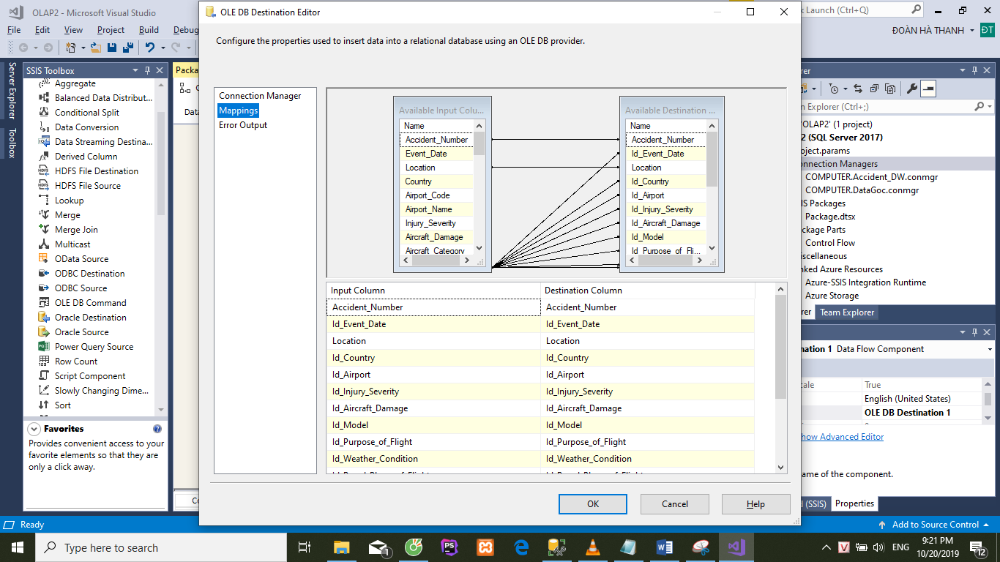 OLAP2 - Microsoft Visual Studio
OLE DB Destination Editor
k Launch (Ctrl+Q)
File Edit View Project Build Debug
ĐOÀN HÀ THANH ĐT
Configure the properties used to insert data into a relational database using an OLE DB provider.
Server Explorer
Toolbox
SSIS Toolbox
Aggregate
Balanced Data Distribut...
Conditional Split
Data Conversion
Data Streaming Destina...
Derived Column
HDFS File Destination
HDFS File Source
Lookup
Merge
Merge Join
Multicast
OData Source
ODBC Destination
ODBC Source
OLE DB Command
Oracle Destination
Oracle Source
Power Query Source
Row Count
Script Component
Slowly Changing Dime...
Sort
Favorites
Provides convenient access to your
favorite elements so that they are
only a click away.
Packa
Dat
Co
Connection Manager
Mappings
Error Output
Available Input Colu...
Name
Accident_Number
Event_Date
Location
Country
Airport_Code
Airport_Name
Injury_Severity
Aircraft_Damage
Aircraft_Category
Available Destination ...
Name
Accident_Number
Id_Event_Date
Location
Id_Country
Id_Airport
Id_Injury_Severity
Id_Aircraft_Damage
Id_Model
Id_Purpose_of_Fli...
Input Column Destination Column
Accident_Number Accident_Number
Id_Event_Date Id_Event_Date
Location Location
Id_Country Id_Country
Id_Airport Id_Airport
Id_Injury_Severity Id_Injury_Severity
Id_Aircraft_Damage Id_Aircraft_Damage
Id_Model Id_Model
Id_Purpose_of_Flight Id_Purpose_of_Flight
Id_Weather_Condition Id_Weather_Condition
OK Cancel Help
rer
n Explorer (Ctrl+;)
'OLAP2' (1 project)
2 (SQL Server 2017)
oject.params
onnection Managers
COMPUTER.Accident_DW.conmgr
COMPUTER.DataGoc.conmgr
IS Packages
Package.dtsx
ckage Parts
Control Flow
iscellaneous
nked Azure Resources
Azure-SSIS Integration Runtime
Azure Storage
rer Team Explorer
nation 1 Data Flow Component
cale True
English (United States)
OLE DB Destination 1
how Advanced Editor
ame of the component.
(SSIS) Properties
Ready
Add to Source Control
Type here to search
1
PS
V
ENG
9:21 PM
10/20/2019
12